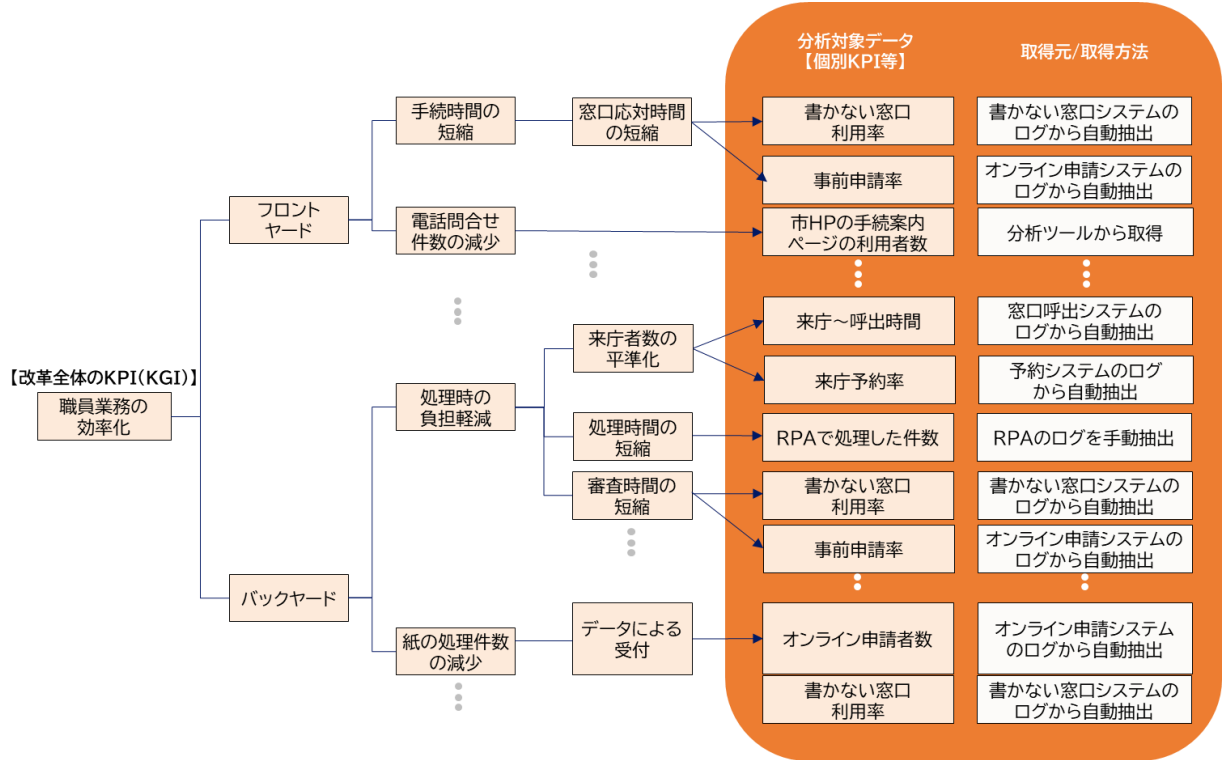 分析対象データ
【個別KPI等】
取得元/取得方法
手続時間の
短縮
窓口応対時間
の短縮
書かない窓口
利用率
書かない窓口システムの
ログから自動抽出
事前申請率
オンライン申請システムの
ログから自動抽出
フロント
ヤード
電話問合せ
件数の減少
市HPの手続案内
ページの利用者数
分析ツールから取得
来庁者数の
平準化
来庁～呼出時間
窓口呼出システムの
ログから自動抽出
来庁予約率
予約システムのログ
から自動抽出
【改革全体のKPI(KGI)】
職員業務の
効率化
処理時の
負担軽減
処理時間の
短縮
RPAで処理した件数
RPAのログを手動抽出
審査時間の
短縮
書かない窓口
利用率
書かない窓口システムの
ログから自動抽出
事前申請率
オンライン申請システムの
ログから自動抽出
バックヤード
紙の処理件数
の減少
データによる
受付
オンライン申請者数
オンライン申請システム
のログから自動抽出
書かない窓口
利用率
書かない窓口システムの
ログから自動抽出